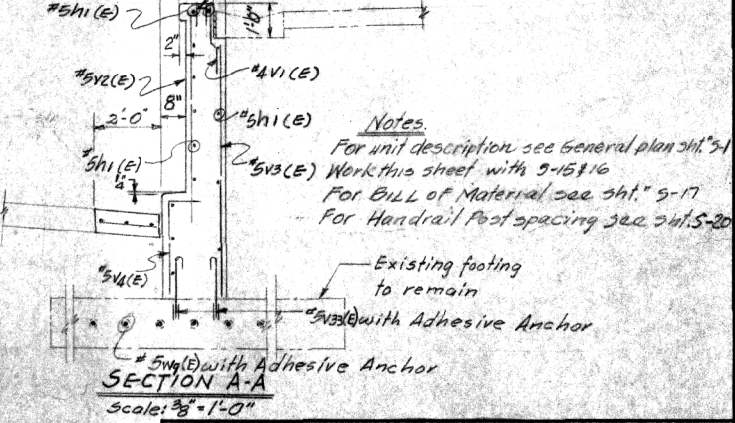 #5h1(E)
1'-9"
2"
#4V1(E)
#5V2(E)
8"
2'-0"
#5h1(E)
Notes.
For unit description see General plan sht."S-1
#5h1(E)
#5V3(E)
Work this sheet with S-15&16
1/4"
For BILL of Material see sht." S-17
For Handrail Post spacing see sht. S-20
#5V4(E)
Existing footing
to remain
#5V33(E) with Adhesive Anchor
#5W9(E) with Adhesive Anchor
SECTION A-A
Scale: 3/8"=1'-0"